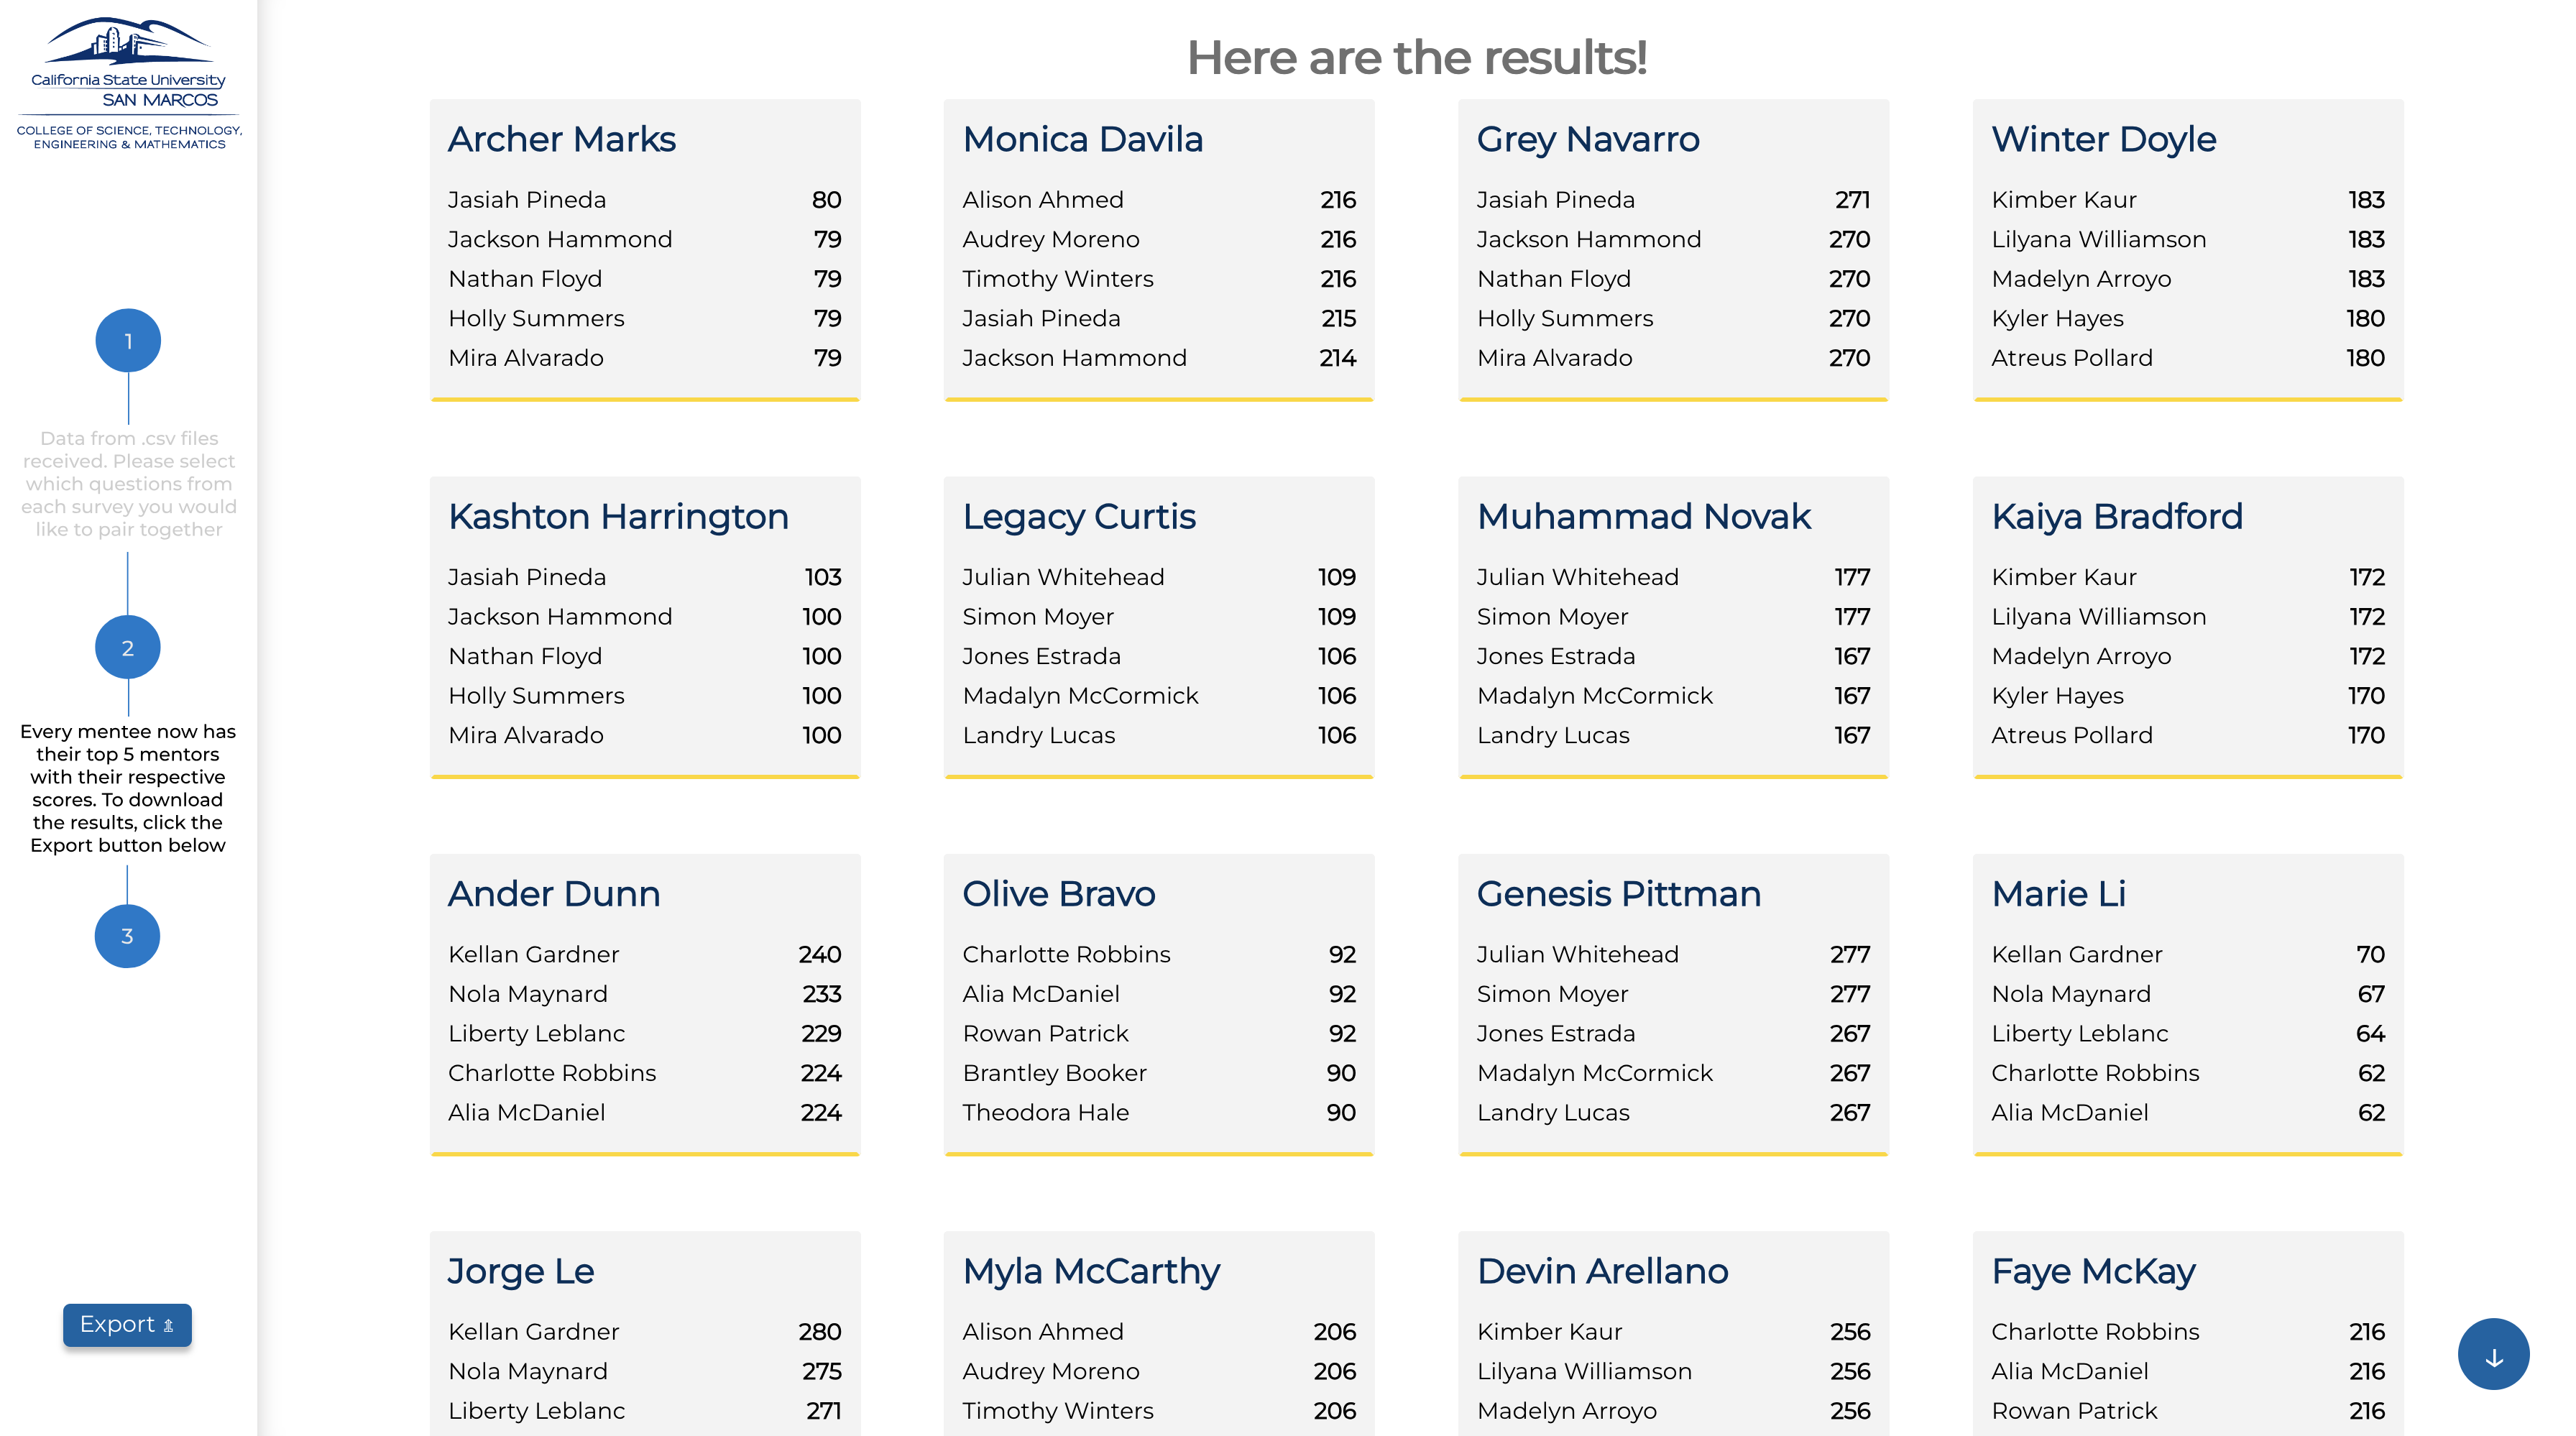 California State University
SAN MARCOS
COLLEGE OF SCIENCE, TECHNOLOGY,
ENGINEERING & MATHEMATICS
1
Data from .csv files
received. Please select
which questions from
each survey you would
like to pair together
2
Every mentee now has
their top 5 mentors
with their respective
scores. To download
the results, click the
Export button below
3
Export
Here are the results!
Archer Marks
Jasiah Pineda 80
Jackson Hammond 79
Nathan Floyd 79
Holly Summers 79
Mira Alvarado 79
Monica Davila
Alison Ahmed 216
Audrey Moreno 216
Timothy Winters 216
Jasiah Pineda 215
Jackson Hammond 214
Grey Navarro
Jasiah Pineda 271
Jackson Hammond 270
Nathan Floyd 270
Holly Summers 270
Mira Alvarado 270
Winter Doyle
Kimber Kaur 183
Lilyana Williamson 183
Madelyn Arroyo 183
Kyler Hayes 180
Atreus Pollard 180
Kashton Harrington
Jasiah Pineda 103
Jackson Hammond 100
Nathan Floyd 100
Holly Summers 100
Mira Alvarado 100
Legacy Curtis
Julian Whitehead 109
Simon Moyer 109
Jones Estrada 106
Madalyn McCormick 106
Landry Lucas 106
Muhammad Novak
Julian Whitehead 177
Simon Moyer 177
Jones Estrada 167
Madalyn McCormick 167
Landry Lucas 167
Kaiya Bradford
Kimber Kaur 172
Lilyana Williamson 172
Madelyn Arroyo 172
Kyler Hayes 170
Atreus Pollard 170
Ander Dunn
Kellan Gardner 240
Nola Maynard 233
Liberty Leblanc 229
Charlotte Robbins 224
Alia McDaniel 224
Olive Bravo
Charlotte Robbins 92
Alia McDaniel 92
Rowan Patrick 92
Brantley Booker 90
Theodora Hale 90
Genesis Pittman
Julian Whitehead 277
Simon Moyer 277
Jones Estrada 267
Madalyn McCormick 267
Landry Lucas 267
Marie Li
Kellan Gardner 70
Nola Maynard 67
Liberty Leblanc 64
Charlotte Robbins 62
Alia McDaniel 62
Jorge Le
Kellan Gardner 280
Nola Maynard 275
Liberty Leblanc 271
Myla McCarthy
Alison Ahmed 206
Audrey Moreno 206
Timothy Winters 206
Devin Arellano
Kimber Kaur 256
Lilyana Williamson 256
Madelyn Arroyo 256
Faye McKay
Charlotte Robbins 216
Alia McDaniel 216
Rowan Patrick 216